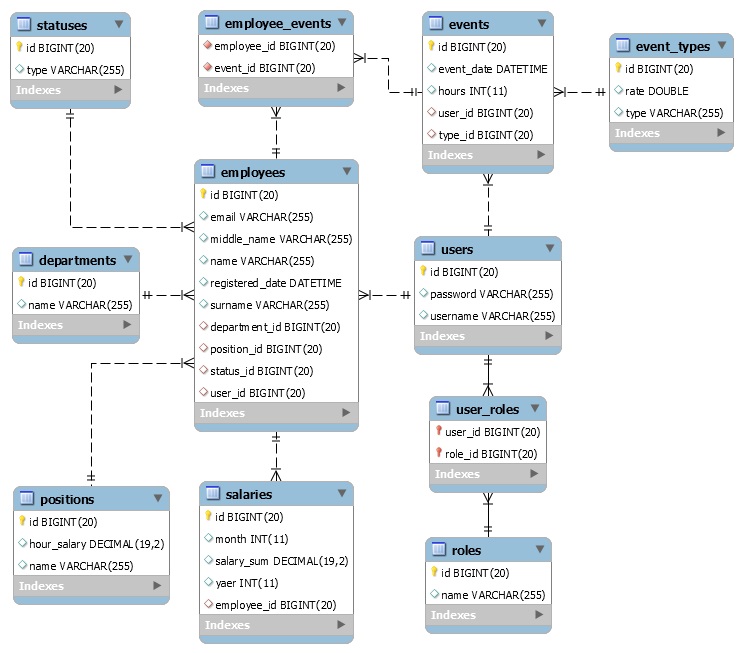 statuses
id BIGINT(20)
type VARCHAR(255)
Indexes
employee_events
employee_id BIGINT(20)
event_id BIGINT(20)
Indexes
events
id BIGINT(20)
event_date DATETIME
hours INT(11)
user_id BIGINT(20)
type_id BIGINT(20)
Indexes
event_types
id BIGINT(20)
rate DOUBLE
type VARCHAR(255)
Indexes
employees
id BIGINT(20)
email VARCHAR(255)
middle_name VARCHAR(255)
name VARCHAR(255)
registered_date DATETIME
surname VARCHAR(255)
department_id BIGINT(20)
position_id BIGINT(20)
status_id BIGINT(20)
user_id BIGINT(20)
Indexes
departments
id BIGINT(20)
name VARCHAR(255)
Indexes
users
id BIGINT(20)
password VARCHAR(255)
username VARCHAR(255)
Indexes
user_roles
user_id BIGINT(20)
role_id BIGINT(20)
Indexes
positions
id BIGINT(20)
hour_salary DECIMAL(19,2)
name VARCHAR(255)
Indexes
salaries
id BIGINT(20)
month INT(11)
salary_sum DECIMAL(19,2)
yaer INT(11)
employee_id BIGINT(20)
Indexes
roles
id BIGINT(20)
name VARCHAR(255)
Indexes